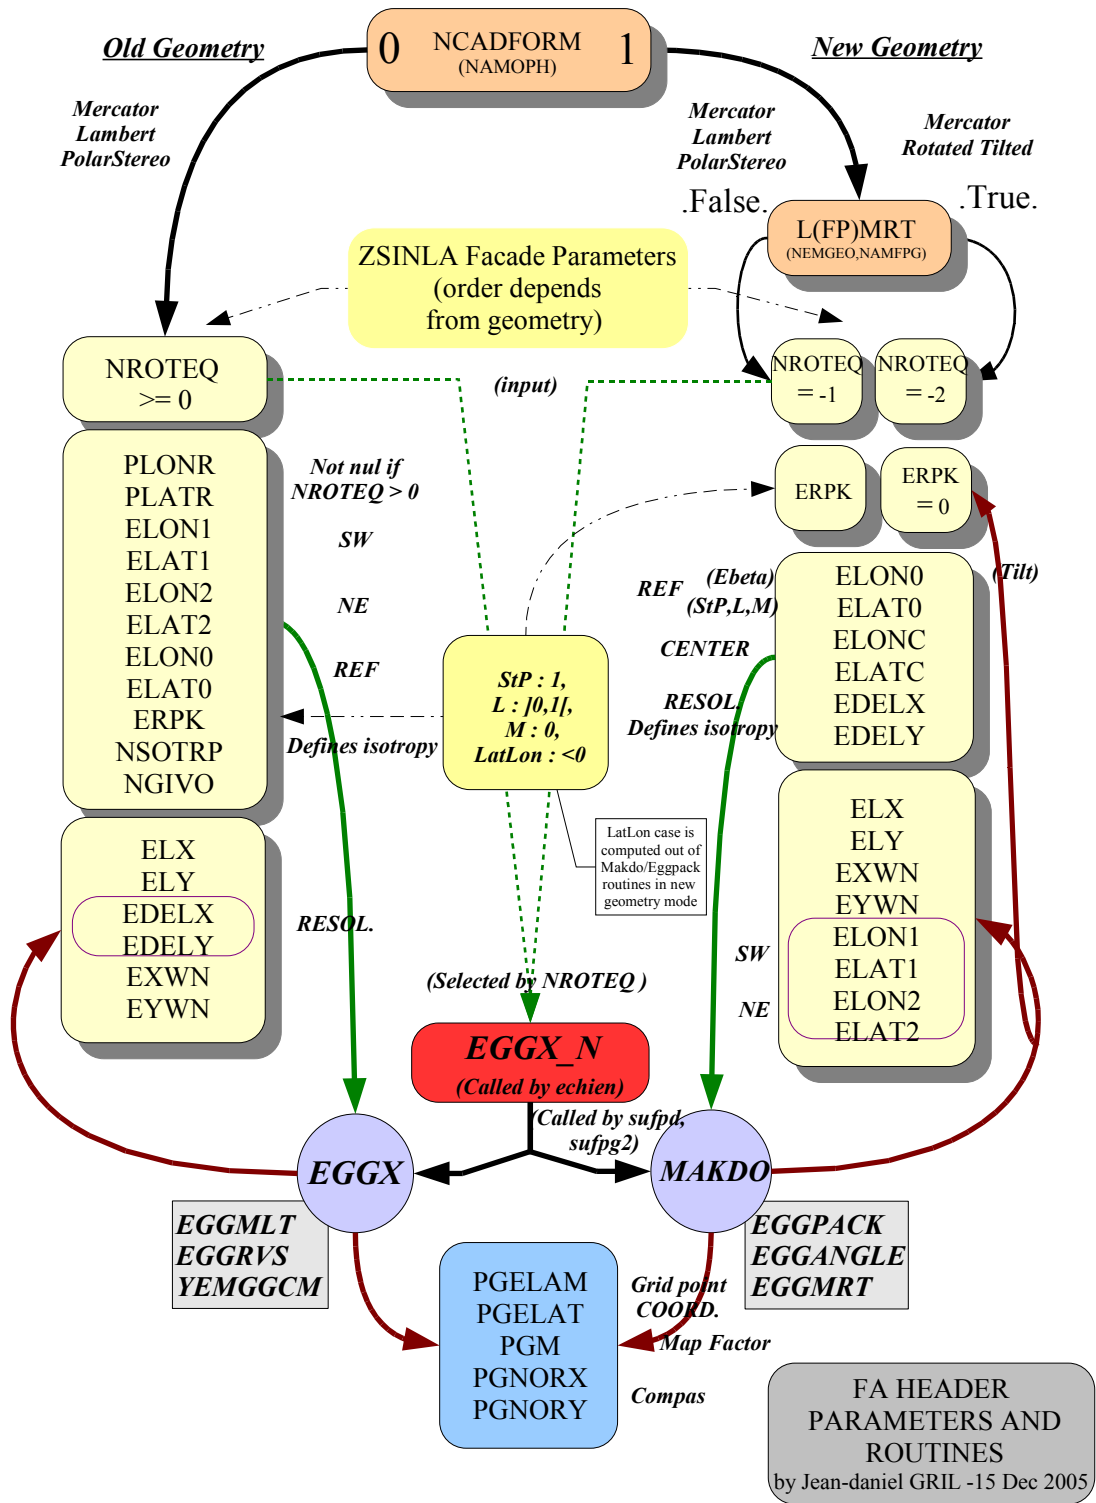 Old Geometry
0
NCADFORM
(NAMOPH)
1
New Geometry
Mercator
Lambert
PolarStereo
Mercator
Lambert
PolarStereo
Mercator
Rotated Tilted
.False.
.True.
L(FP)MRT
(NEMGEO,NAMFPG)
ZSINLA Facade Parameters
(order depends
from geometry)
NROTEQ
>= 0
(input)
NROTEQ
= -1
NROTEQ
= -2
PLONR
PLATR
ELON1
ELAT1
ELON2
ELAT2
ELON0
ELAT0
ERPK
NSOTRP
NGIVO
Not nul if
NROTEQ > 0
SW
NE
REF
Defines isotropy
ERPK
ERPK
= 0
(Tilt)
REF
(Ebeta)
(StP,L,M)
CENTER
RESOL.
Defines isotropy
ELON0
ELAT0
ELONC
ELATC
EDELX
EDELY
StP : 1,
L : ]0,1[,
M : 0,
LatLon : <0
LatLon case is
computed out of
Makdo/Eggpack
routines in new
geometry mode
ELX
ELY
EDELX
EDELY
EXWN
EYWN
RESOL.
ELX
ELY
EXWN
EYWN
ELON1
ELAT1
ELON2
ELAT2
SW
NE
(Selected by NROTEQ )
EGGX_N
(Called by echien)
(Called by sufpd,
sufpg2)
EGGX
MAKDO
EGGMLT
EGGRVS
YEMGGCM
EGGPACK
EGGANGLE
EGGMRT
PGELAM
PGELAT
PGM
PGNORX
PGNORY
Grid point
COORD.
Map Factor
Compas
FA HEADER
PARAMETERS AND
ROUTINES
by Jean-daniel GRIL -15 Dec 2005